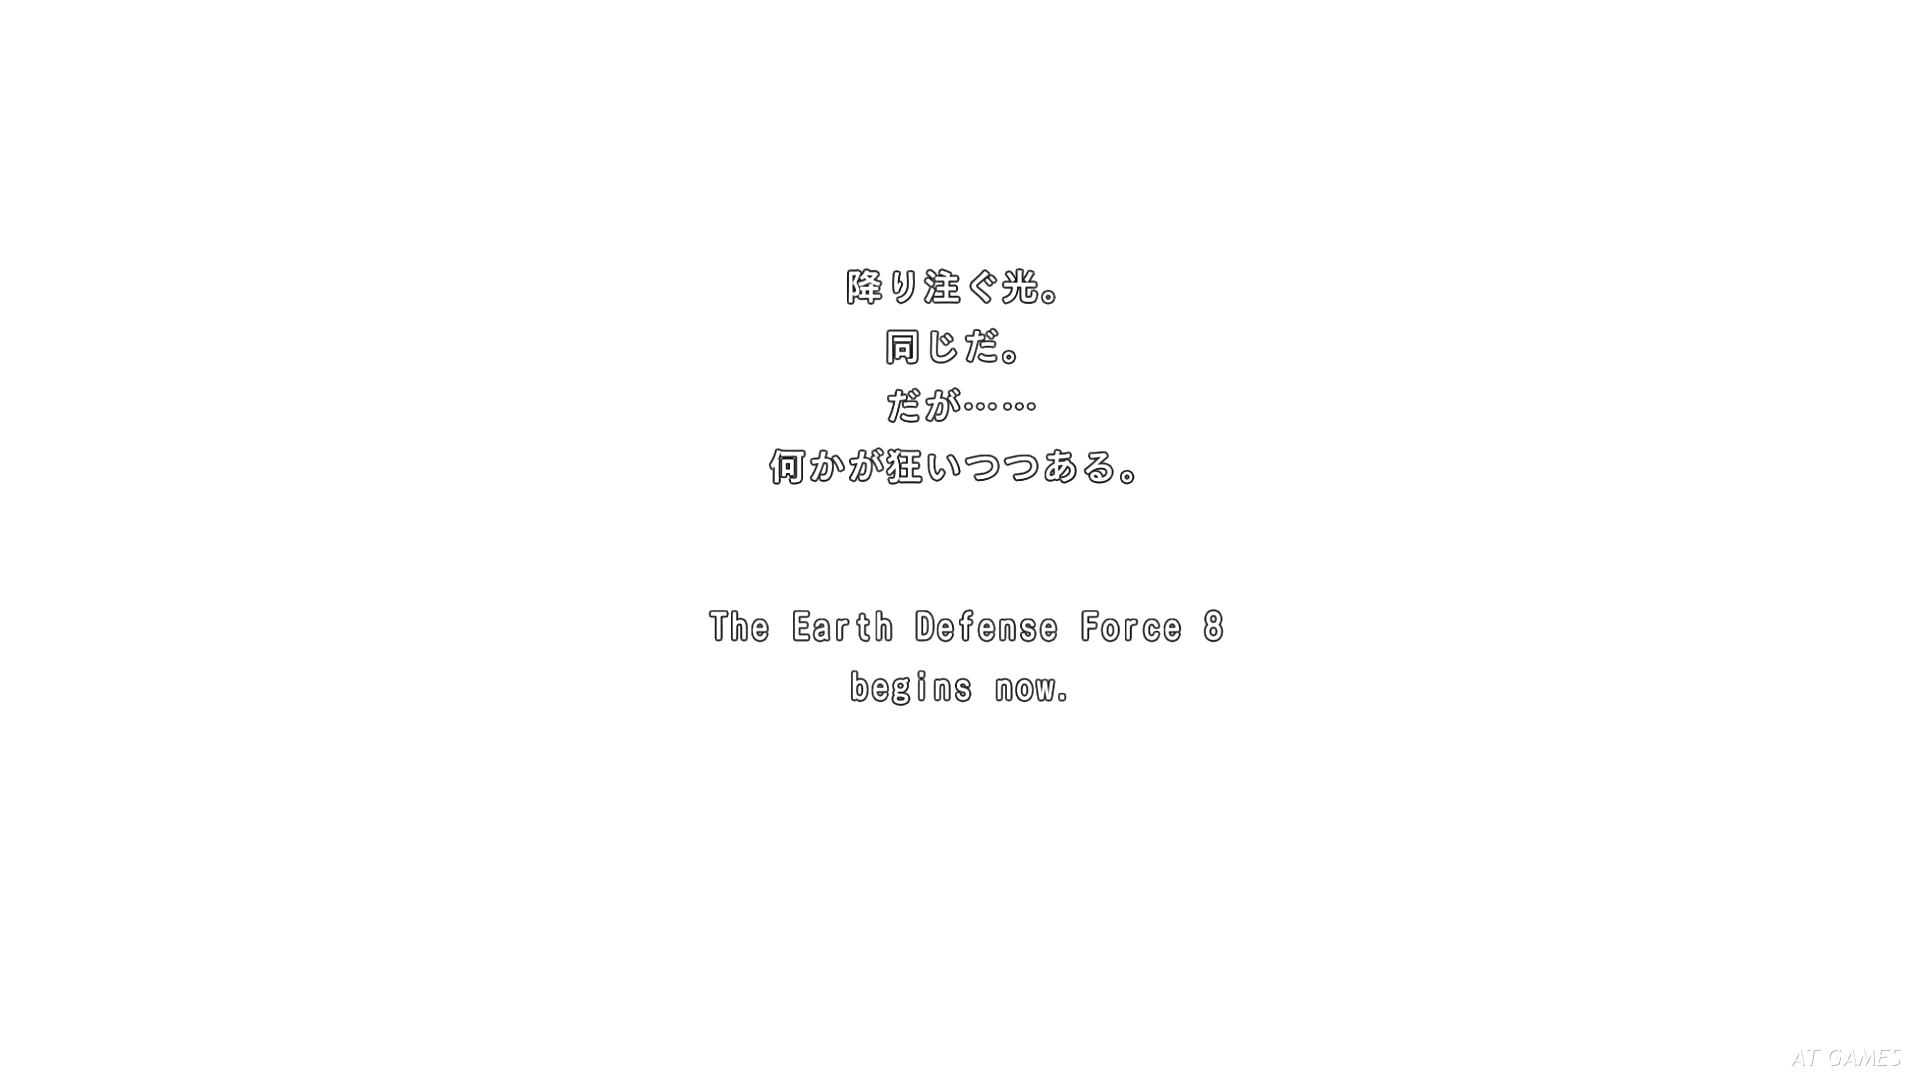 降り注ぐ光。
同じだ。
だが……
何かが狂いつつある。
The Earth Defense Force 8
begins now.
AT GAMES